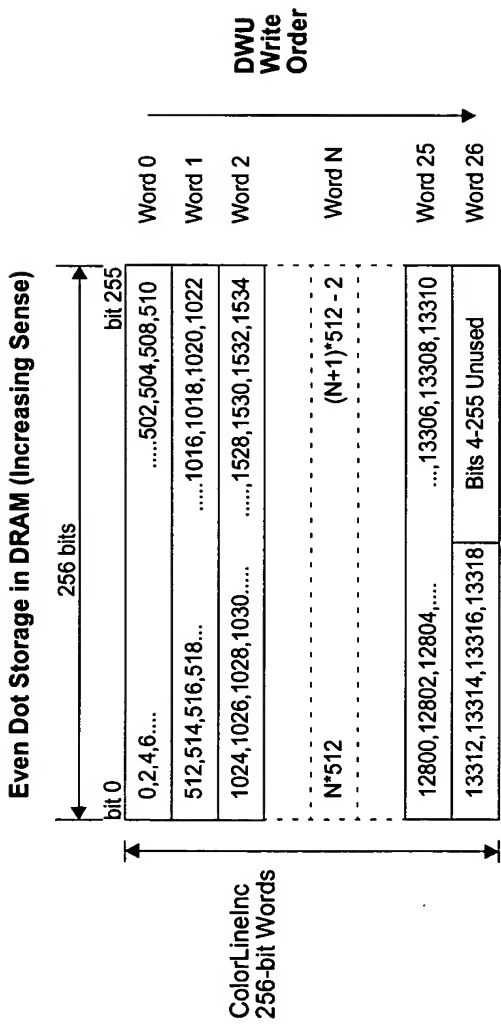 Even Dot Storage in DRAM (Increasing Sense)
256 bits
bit 0 bit 255
0,2,4,6..... ......502,504,508,510 Word 0
512,514,516,518... ......1016,1018,1020,1022 Word 1
1024,1026,1028,1030...... ......,1528,1530,1532,1534 Word 2
N*512 (N+1)*512 - 2 Word N
12800,12802,12804,..... ...,13306,13308,13310 Word 25
13312,13314,13316,13318 Bits 4-255 Unused Word 26
ColorLineInc
256-bit Words
DWU
Write
Order